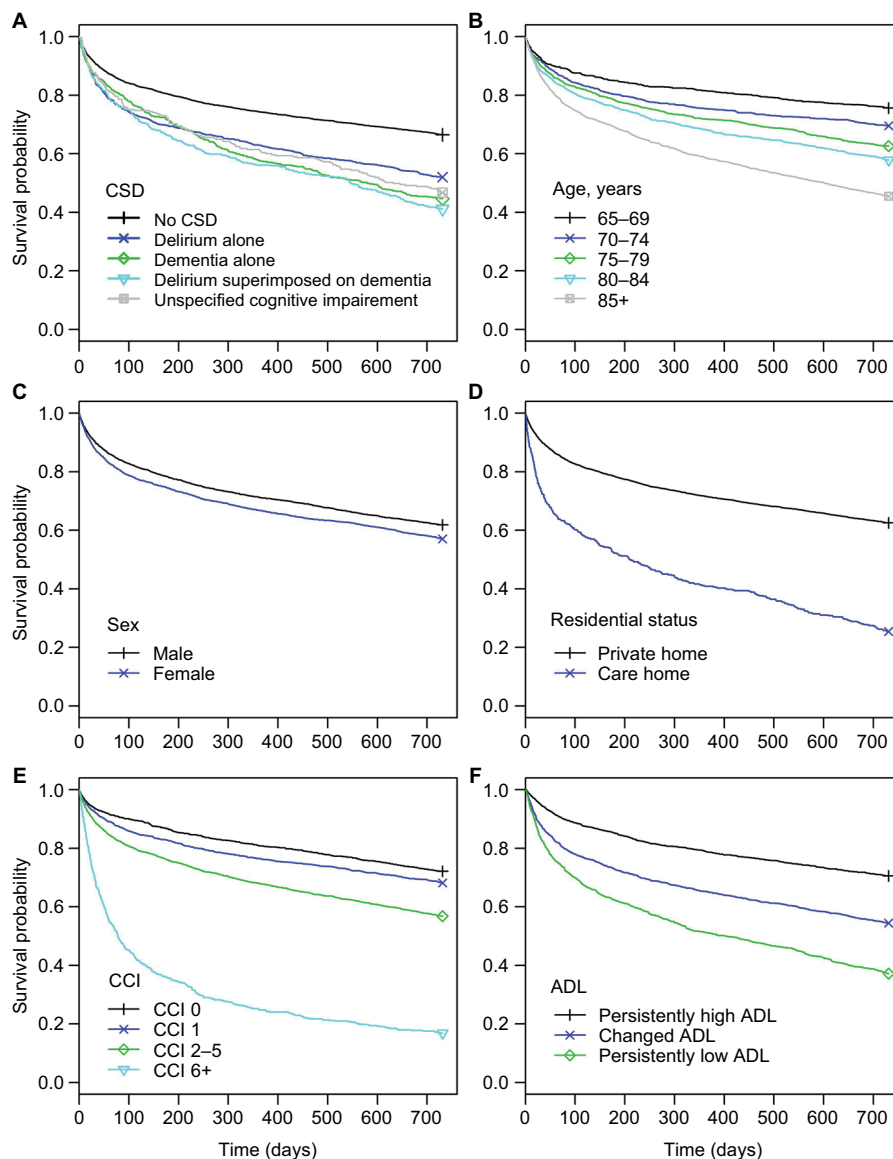 A
1.0
0.8
0.6
0.4
0.2
0.0
Survival probability
CSD
No CSD
Delirium alone
Dementia alone
Delirium superimposed on dementia
Unspecified cognitive impairement
0 100 200 300 400 500 600 700
B
1.0
0.8
0.6
0.4
0.2
0.0
Age, years
65–69
70–74
75–79
80–84
85+
0 100 200 300 400 500 600 700
C
1.0
0.8
0.6
0.4
0.2
0.0
Survival probability
Sex
Male
Female
0 100 200 300 400 500 600 700
D
1.0
0.8
0.6
0.4
0.2
0.0
Residential status
Private home
Care home
0 100 200 300 400 500 600 700
E
1.0
0.8
0.6
0.4
0.2
0.0
Survival probability
CCI
CCI 0
CCI 1
CCI 2–5
CCI 6+
0 100 200 300 400 500 600 700
Time (days)
F
1.0
0.8
0.6
0.4
0.2
0.0
ADL
Persistently high ADL
Changed ADL
Persistently low ADL
0 100 200 300 400 500 600 700
Time (days)